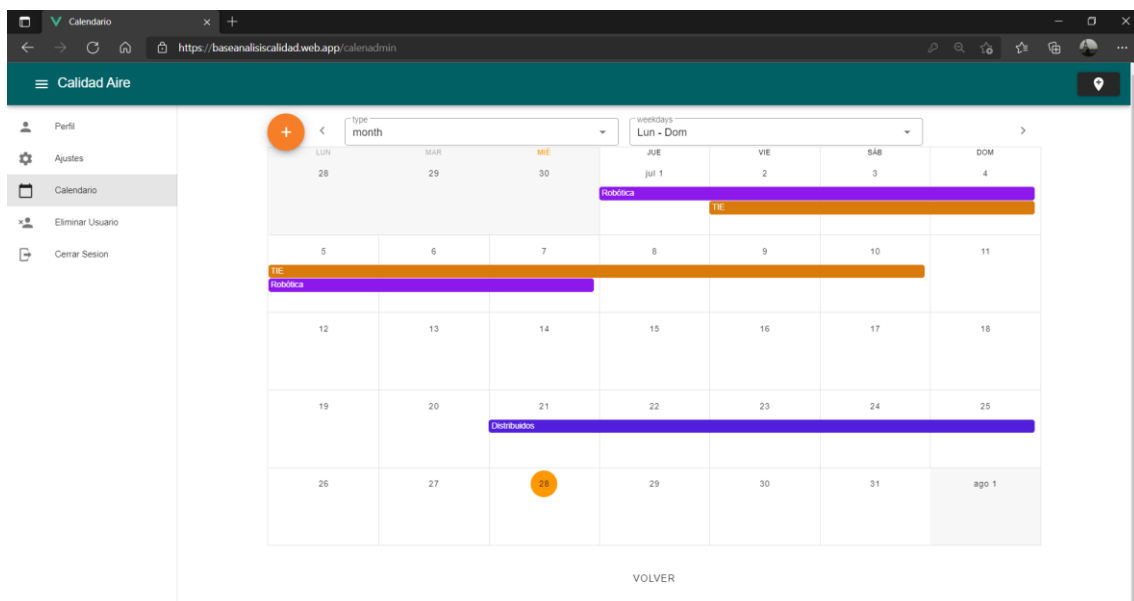 Calendario
https://baseanalisiscalidad.web.app/calenadmin
Calidad Aire
Perfil
Ajustes
Calendario
Eliminar Usuario
Cerrar Sesion
type
month
weekdays
Lun - Dom
LUN MAR MIÉ JUE VIE SÁB DOM
28 29 30 jul 1 2 3 4
Robótica
TIE
5 6 7 8 9 10 11
TIE
Robótica
12 13 14 15 16 17 18
19 20 21 22 23 24 25
Distribuidos
26 27 28 29 30 31 ago 1
VOLVER